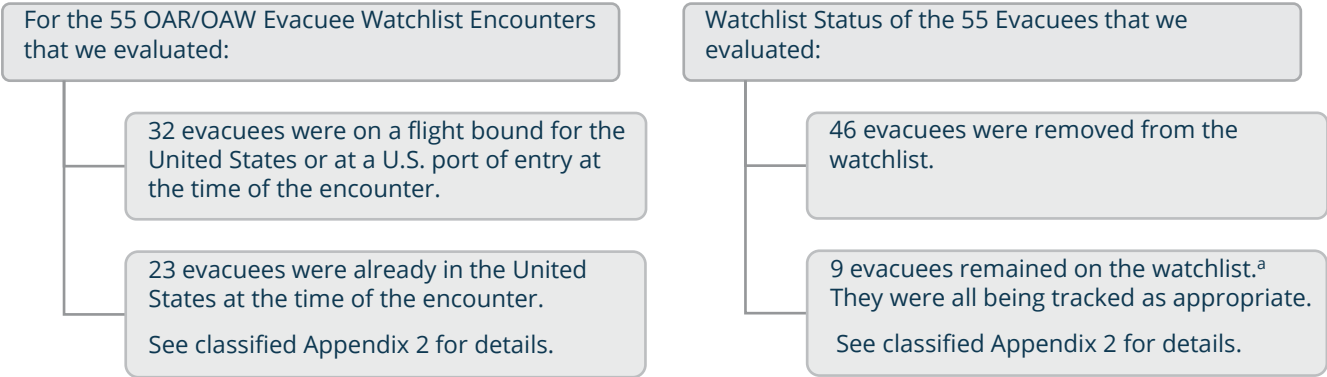 For the 55 OAR/OAW Evacuee Watchlist Encounters
that we evaluated:
32 evacuees were on a flight bound for the
United States or at a U.S. port of entry at
the time of the encounter.
23 evacuees were already in the United
States at the time of the encounter.
See classified Appendix 2 for details.
Watchlist Status of the 55 Evacuees that we
evaluated:
46 evacuees were removed from the
watchlist.
9 evacuees remained on the watchlist.ᵃ
They were all being tracked as appropriate.
See classified Appendix 2 for details.